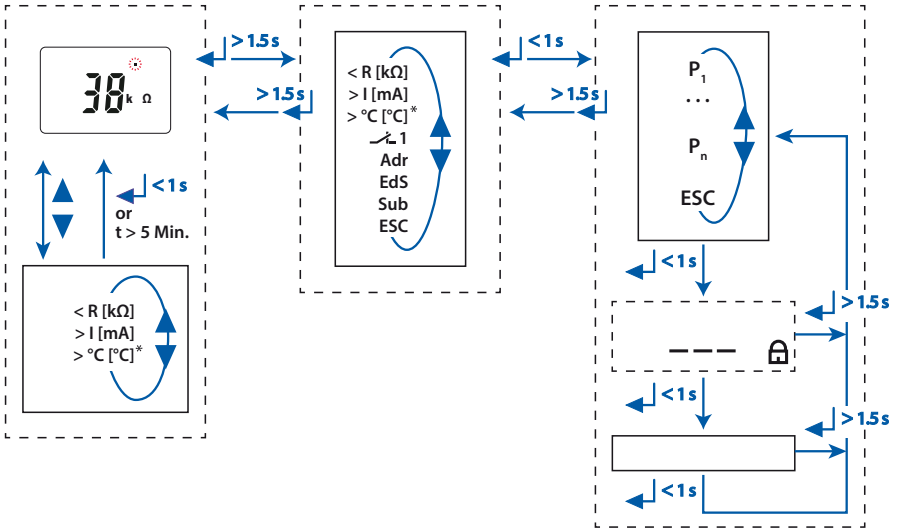 38 k Ω
< 1 s
or
t > 5 Min.
< R [kΩ]
> I [mA]
> °C [°C]*
> 1.5 s
> 1.5 s
< R [kΩ]
> I [mA]
> °C [°C]*
1
Adr
EdS
Sub
ESC
< 1 s
> 1.5 s
P1
...
Pn
ESC
< 1 s
> 1.5 s
– – –
< 1 s
> 1.5 s
< 1 s